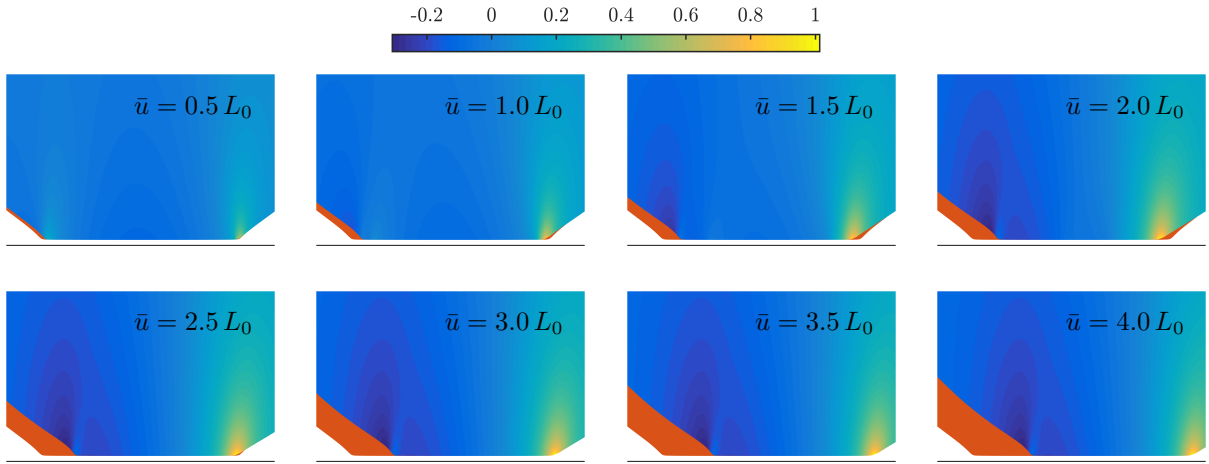 -0.2 0 0.2 0.4 0.6 0.8 1
ū = 0.5 L₀ ū = 1.0 L₀ ū = 1.5 L₀ ū = 2.0 L₀
ū = 2.5 L₀ ū = 3.0 L₀ ū = 3.5 L₀ ū = 4.0 L₀